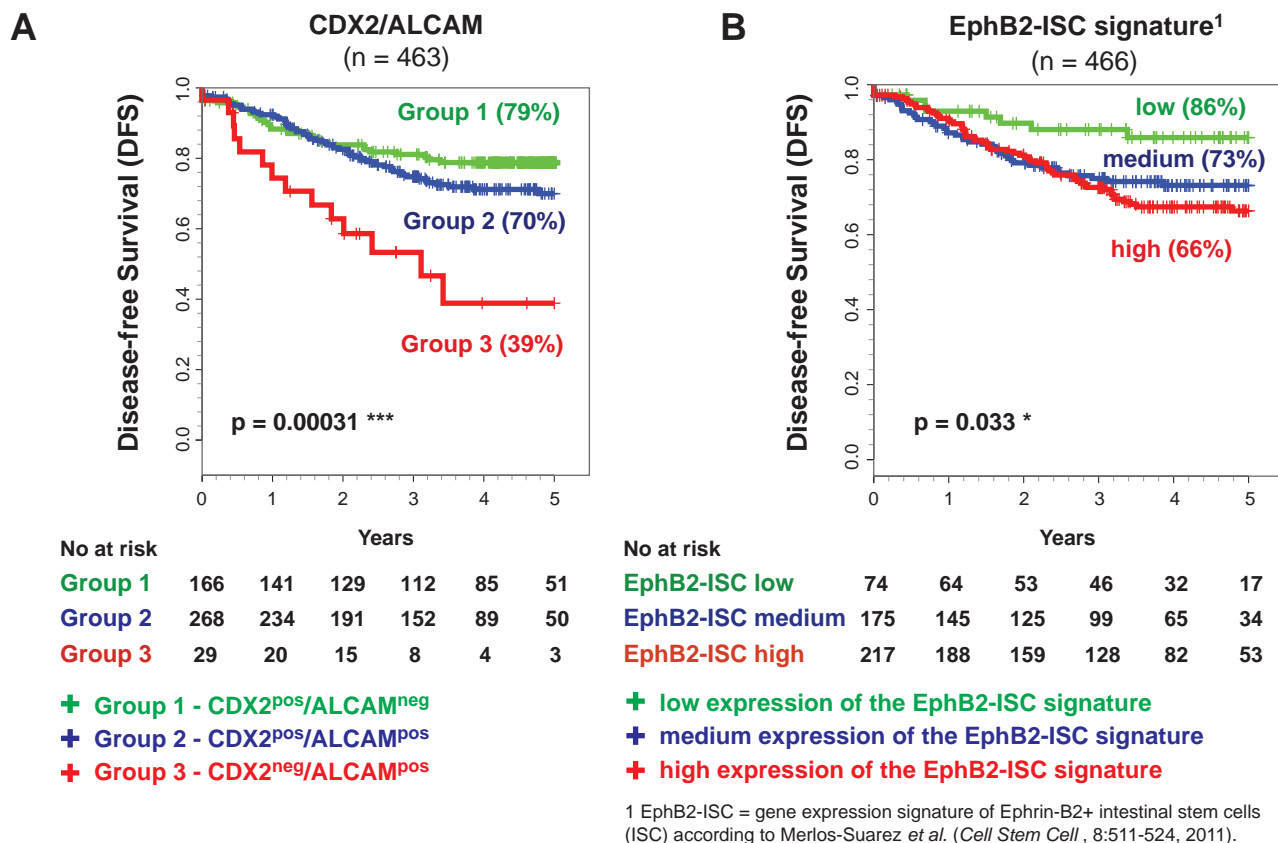 A
CDX2/ALCAM
(n = 463)
Disease-free Survival (DFS)
1.0
0.8
0.6
0.4
0.2
0.0
Group 1 (79%)
Group 2 (70%)
Group 3 (39%)
p = 0.00031 ***
0 1 2 3 4 5
Years
No at risk
Group 1 166 141 129 112 85 51
Group 2 268 234 191 152 89 50
Group 3 29 20 15 8 4 3
+ Group 1 - CDX2pos/ALCAMneg
+ Group 2 - CDX2pos/ALCAMpos
+ Group 3 - CDX2neg/ALCAMpos
B
EphB2-ISC signature1
(n = 466)
Disease-free Survival (DFS)
1.0
0.8
0.6
0.4
0.2
0.0
low (86%)
medium (73%)
high (66%)
p = 0.033 *
0 1 2 3 4 5
Years
No at risk
EphB2-ISC low 74 64 53 46 32 17
EphB2-ISC medium 175 145 125 99 65 34
EphB2-ISC high 217 188 159 128 82 53
+ low expression of the EphB2-ISC signature
+ medium expression of the EphB2-ISC signature
+ high expression of the EphB2-ISC signature
1 EphB2-ISC = gene expression signature of Ephrin-B2+ intestinal stem cells
(ISC) according to Merlos-Suarez et al. (Cell Stem Cell , 8:511-524, 2011).